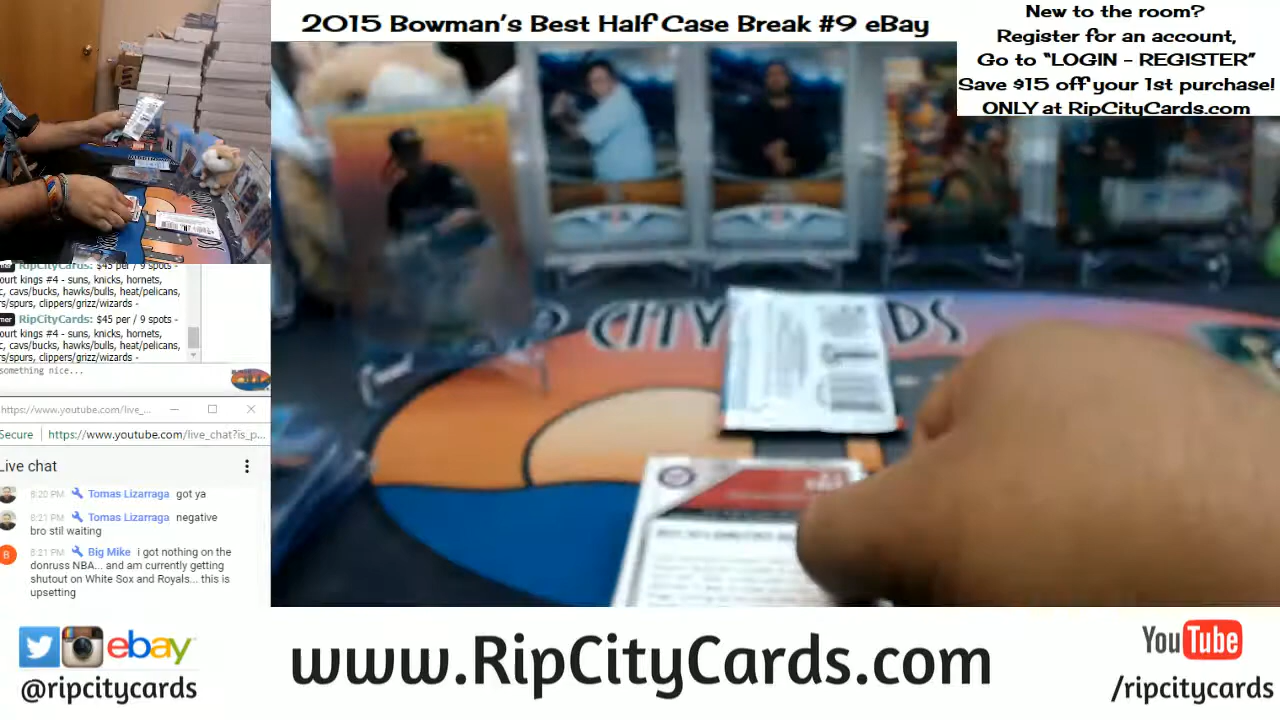 2015 Bowman's Best Half Case Break #9 eBay
New to the room?
Register for an account,
Go to "LOGIN - REGISTER"
Save $15 off your 1st purchase!
ONLY at RipCityCards.com
RipCityCards: $45 per / 9 spots -
ourt kings #4 - suns, knicks, hornets,
, cavs/bucks, hawks/bulls, heat/pelicans,
rs/spurs, clippers/grizz/wizards -
mer RipCityCards: $45 per / 9 spots -
ourt kings #4 - suns, knicks, hornets,
, cavs/bucks, hawks/bulls, heat/pelicans,
rs/spurs, clippers/grizz/wizards -
something nice...
https://www.youtube.com/live_...
Secure https://www.youtube.com/live_chat?is_p...
Live chat
8:20 PM Tomas Lizarraga got ya
8:21 PM Tomas Lizarraga negative
bro stil waiting
B 8:21 PM Big Mike i got nothing on the
donruss NBA... and am currently getting
shutout on White Sox and Royals... this is
upsetting
P CITY CARDS
ebay
@ripcitycards
www.RipCityCards.com
YouTube
/ripcitycards